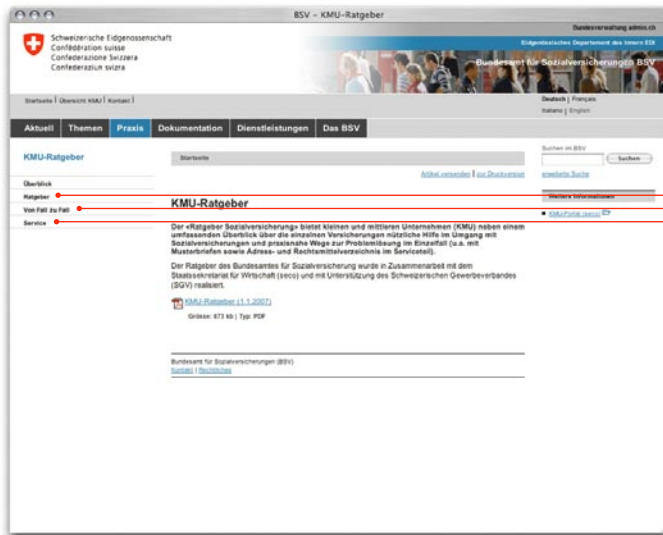 BSV – KMU-Ratgeber
Bundesverwaltung admin.ch
Schweizerische Eidgenossenschaft
Confédération suisse
Confederazione Svizzera
Confederaziun svizra
Eidgenössisches Departement des Innern EDI
Bundesamt für Sozialversicherungen BSV
Startseite | Übersicht KMU | Kontakt |
Deutsch | Français
Italiano | English
Aktuell Themen Praxis Dokumentation Dienstleistungen Das BSV
KMU-Ratgeber
Überblick
Ratgeber
Von Fall zu Fall
Service
Startseite
Artikel versenden | zur Druckversion
KMU-Ratgeber
Der «Ratgeber Sozialversicherung» bietet kleinen und mittleren Unternehmen (KMU) neben einem
umfassenden Überblick über die einzelnen Versicherungen nützliche Hilfe im Umgang mit
Sozialversicherungen und praxisnahe Wege zur Problemlösung im Einzelfall (u.a. mit
Musterbriefen sowie Adress- und Rechtsmittelverzeichnis im Serviceteil).
Der Ratgeber des Bundesamtes für Sozialversicherung wurde in Zusammenarbeit mit dem
Staatssekretariat für Wirtschaft (seco) und mit Unterstützung des Schweizerischen Gewerbeverbandes
(SGV) realisiert.
KMU-Ratgeber (1.1.2007)
Grösse: 673 kb | Typ: PDF
Bundesamt für Sozialversicherungen (BSV)
Kontakt | Rechtliches
Suchen im BSV
Suchen
erweiterte Suche
Weitere Informationen
KMU-Portal (seco)